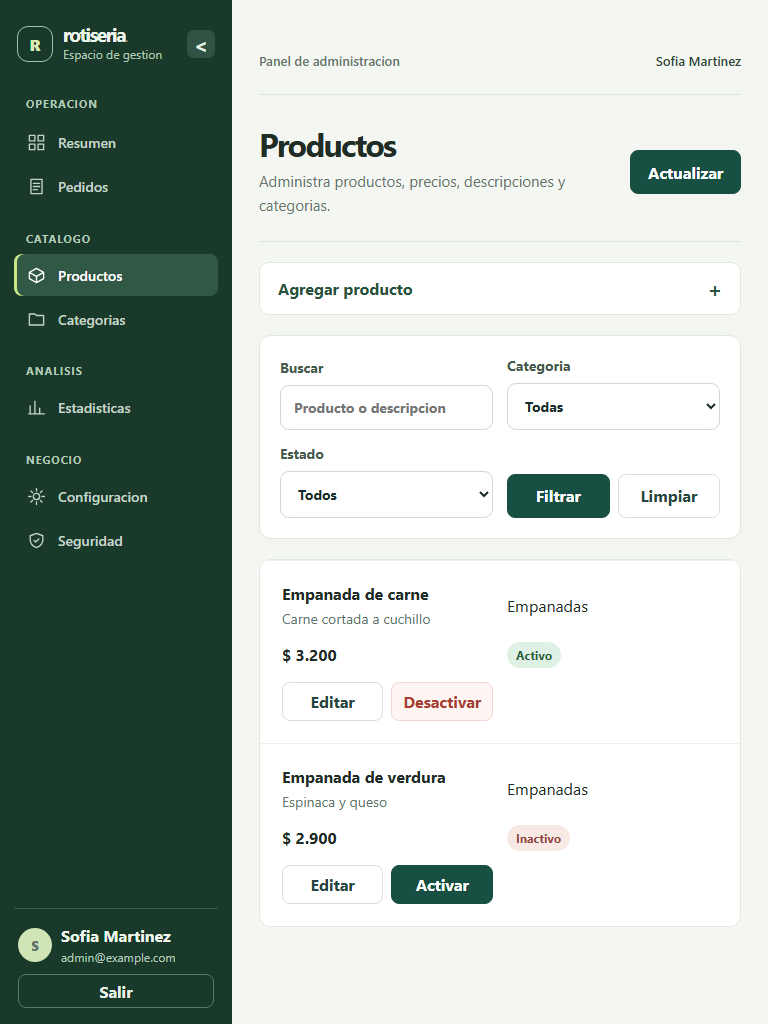 R
rotiseria
Espacio de gestion
<
OPERACION
Resumen
Pedidos
CATALOGO
Productos
Categorias
ANALISIS
Estadisticas
NEGOCIO
Configuracion
Seguridad
S
Sofia Martinez
admin@example.com
Salir
Panel de administracion
Sofia Martinez
Productos
Administra productos, precios, descripciones y
categorias.
Actualizar
Agregar producto
+
Buscar
Producto o descripcion
Categoria
Todas
Estado
Todos
Filtrar
Limpiar
Empanada de carne
Carne cortada a cuchillo
Empanadas
$ 3.200
Activo
Editar
Desactivar
Empanada de verdura
Espinaca y queso
Empanadas
$ 2.900
Inactivo
Editar
Activar